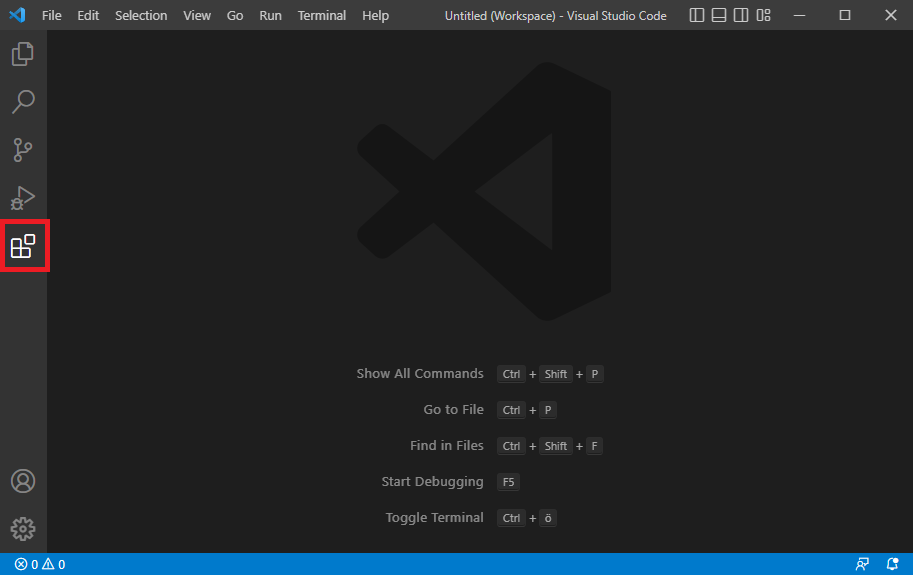 File Edit Selection View Go Run Terminal Help Untitled (Workspace) - Visual Studio Code
Show All Commands Ctrl + Shift + P
Go to File Ctrl + P
Find in Files Ctrl + Shift + F
Start Debugging F5
Toggle Terminal Ctrl + ö
0 0